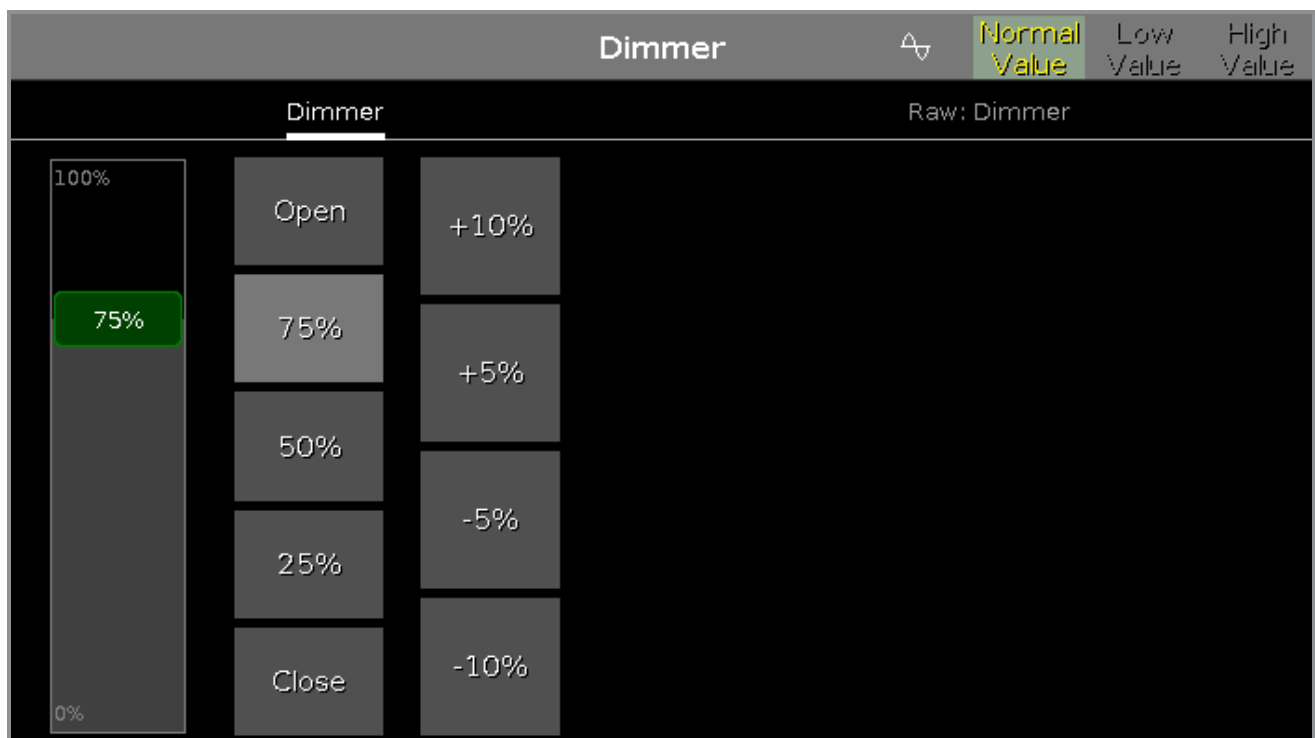 Dimmer
Normal Value
Low Value
High Value
Dimmer
Raw: Dimmer
100%
75%
0%
Open
75%
50%
25%
Close
+10%
+5%
-5%
-10%